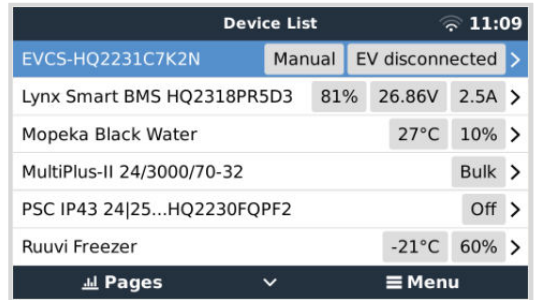 Device List 11:09
EVCS-HQ2231C7K2N Manual EV disconnected
Lynx Smart BMS HQ2318PR5D3 81% 26.86V 2.5A
Mopeka Black Water 27°C 10%
MultiPlus-II 24/3000/70-32 Bulk
PSC IP43 24|25...HQ2230FQPF2 Off
Ruuvi Freezer -21°C 60%
Pages Menu